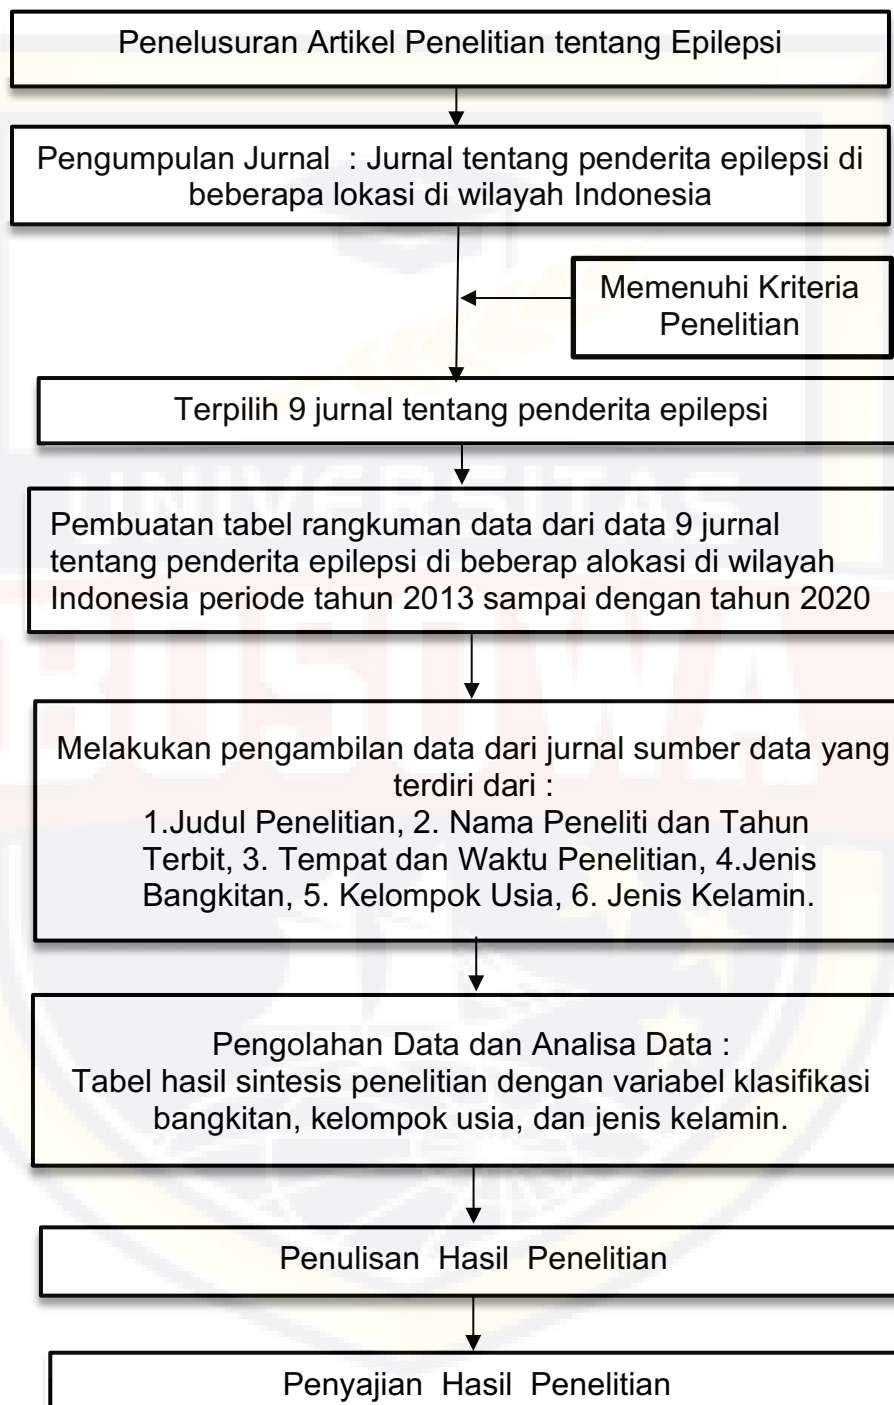 Penelusuran Artikel Penelitian tentang Epilepsi
Pengumpulan Jurnal : Jurnal tentang penderita epilepsi di
beberapa lokasi di wilayah Indonesia
Memenuhi Kriteria
Penelitian
Terpilih 9 jurnal tentang penderita epilepsi
UNIVERSITAS
Pembuatan tabel rangkuman data dari data 9 jurnal
tentang penderita epilepsi di beberap alokasi di wilayah
Indonesia periode tahun 2013 sampai dengan tahun 2020
BOSOWA
Melakukan pengambilan data dari jurnal sumber data yang
terdiri dari :
1.Judul Penelitian, 2. Nama Peneliti dan Tahun
Terbit, 3. Tempat dan Waktu Penelitian, 4.Jenis
Bangkitan, 5. Kelompok Usia, 6. Jenis Kelamin.
Pengolahan Data dan Analisa Data :
Tabel hasil sintesis penelitian dengan variabel klasifikasi
bangkitan, kelompok usia, dan jenis kelamin.
Penulisan Hasil Penelitian
Penyajian Hasil Penelitian